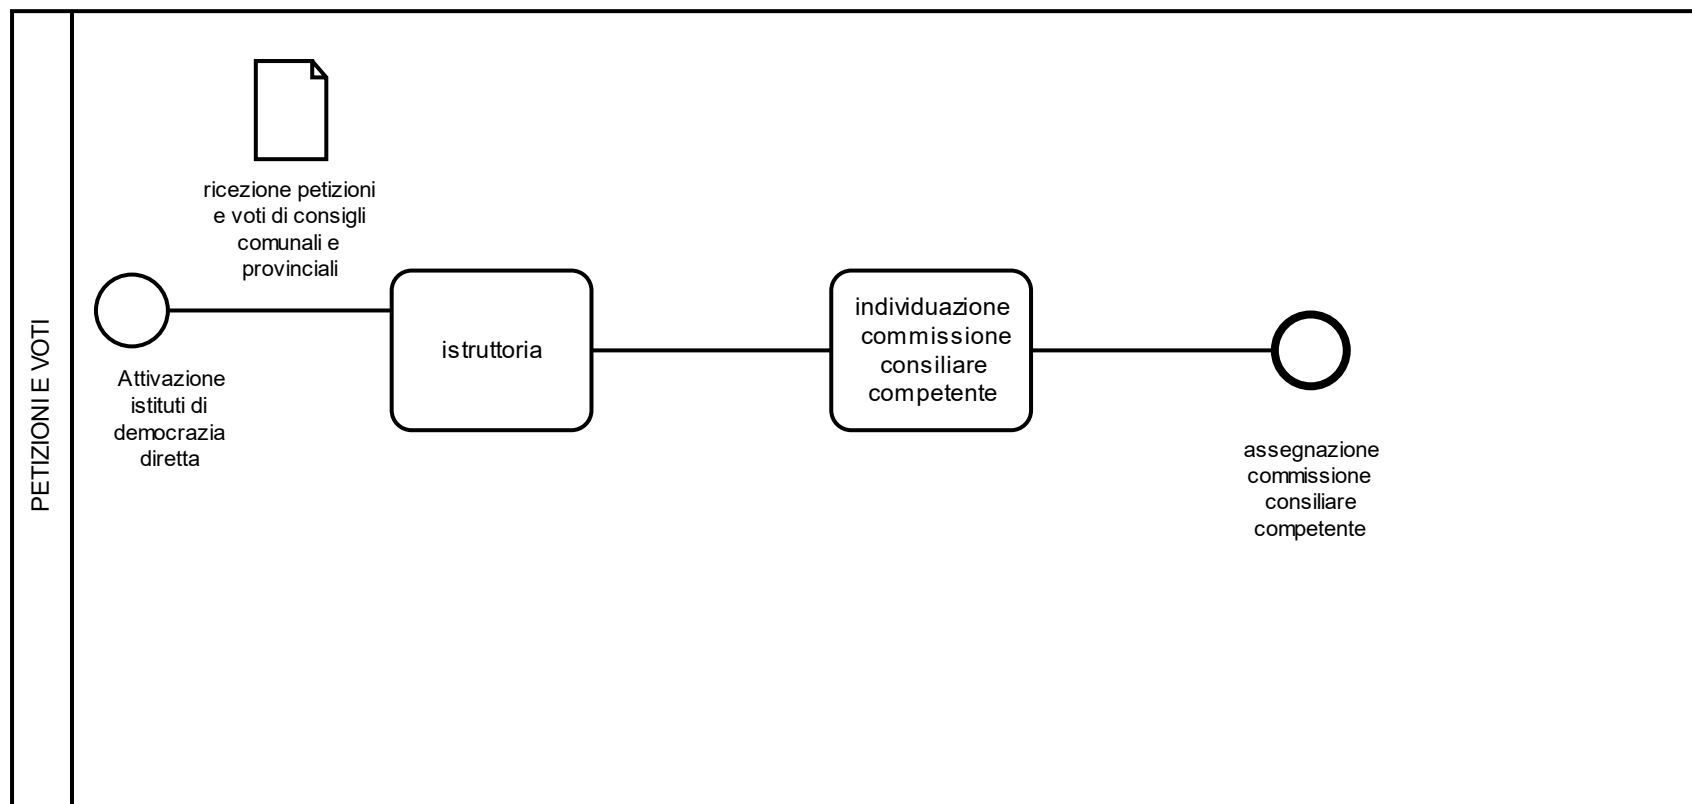 PETIZIONI E VOTI
ricezione petizioni
e voti di consigli
comunali e
provinciali
Attivazione
istituti di
democrazia
diretta
istruttoria
individuazione
commissione
consiliare
competente
assegnazione
commissione
consiliare
competente